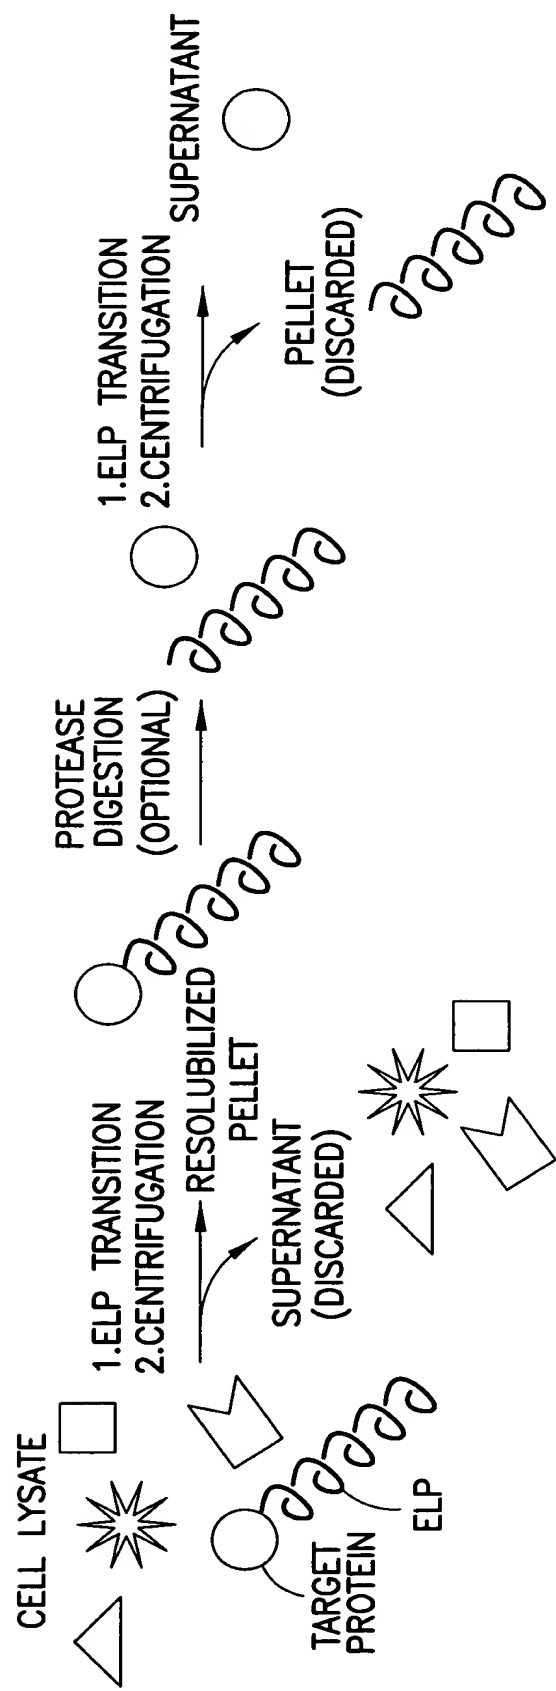 CELL LYSATE
TARGET
PROTEIN
ELP
1.ELP TRANSITION
2.CENTRIFUGATION
RESOLUBILIZED
PELLET
SUPERNATANT
(DISCARDED)
PROTEASE
DIGESTION
(OPTIONAL)
1.ELP TRANSITION
2.CENTRIFUGATION
SUPERNATANT
PELLET
(DISCARDED)